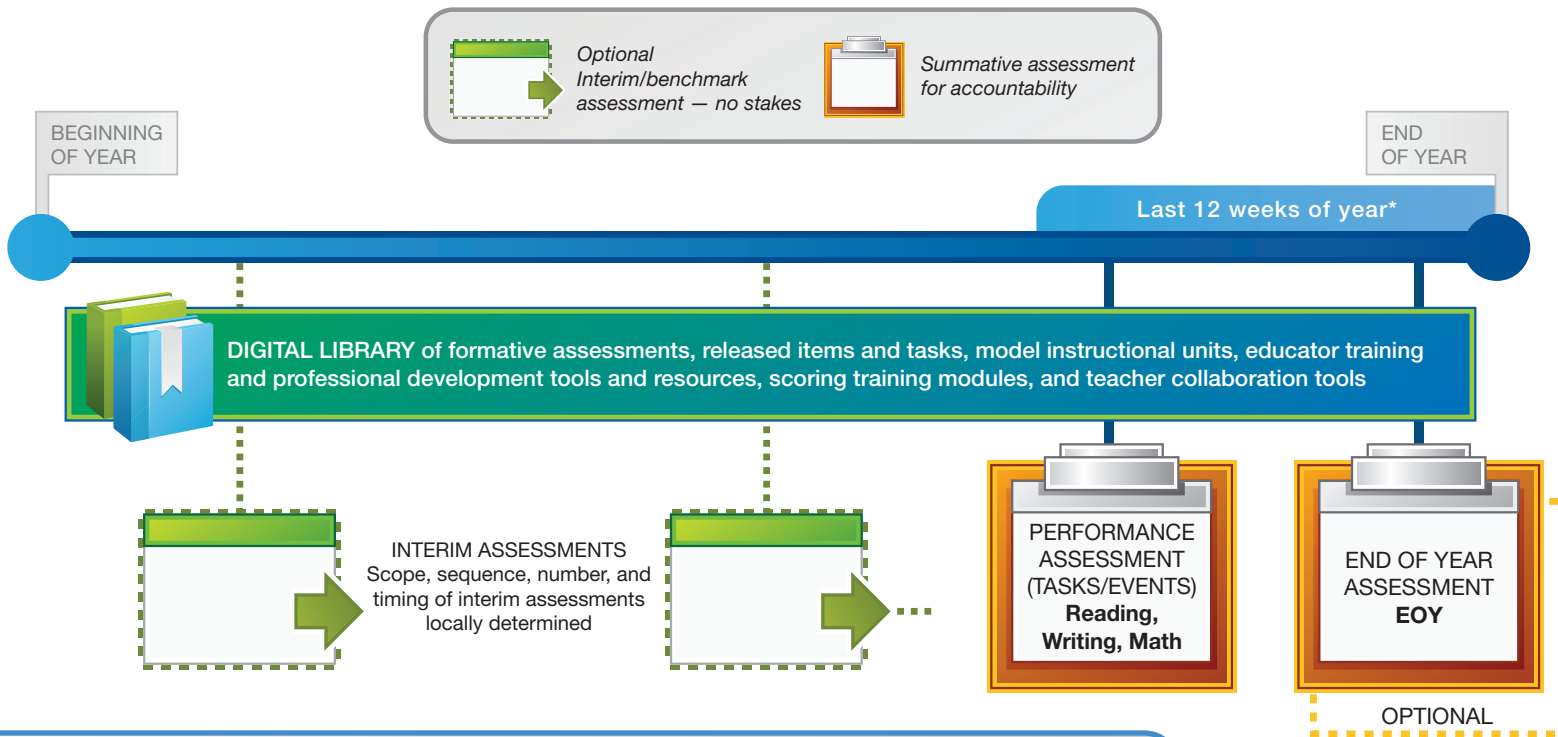 Optional
Interim/benchmark
assessment — no stakes
Summative assessment
for accountability
BEGINNING
OF YEAR
END
OF YEAR
Last 12 weeks of year*
DIGITAL LIBRARY of formative assessments, released items and tasks, model instructional units, educator training
and professional development tools and resources, scoring training modules, and teacher collaboration tools
INTERIM ASSESSMENTS
Scope, sequence, number, and
timing of interim assessments
locally determined
PERFORMANCE
ASSESSMENT
(TASKS/EVENTS)
Reading,
Writing, Math
END OF YEAR
ASSESSMENT
EOY
OPTIONAL